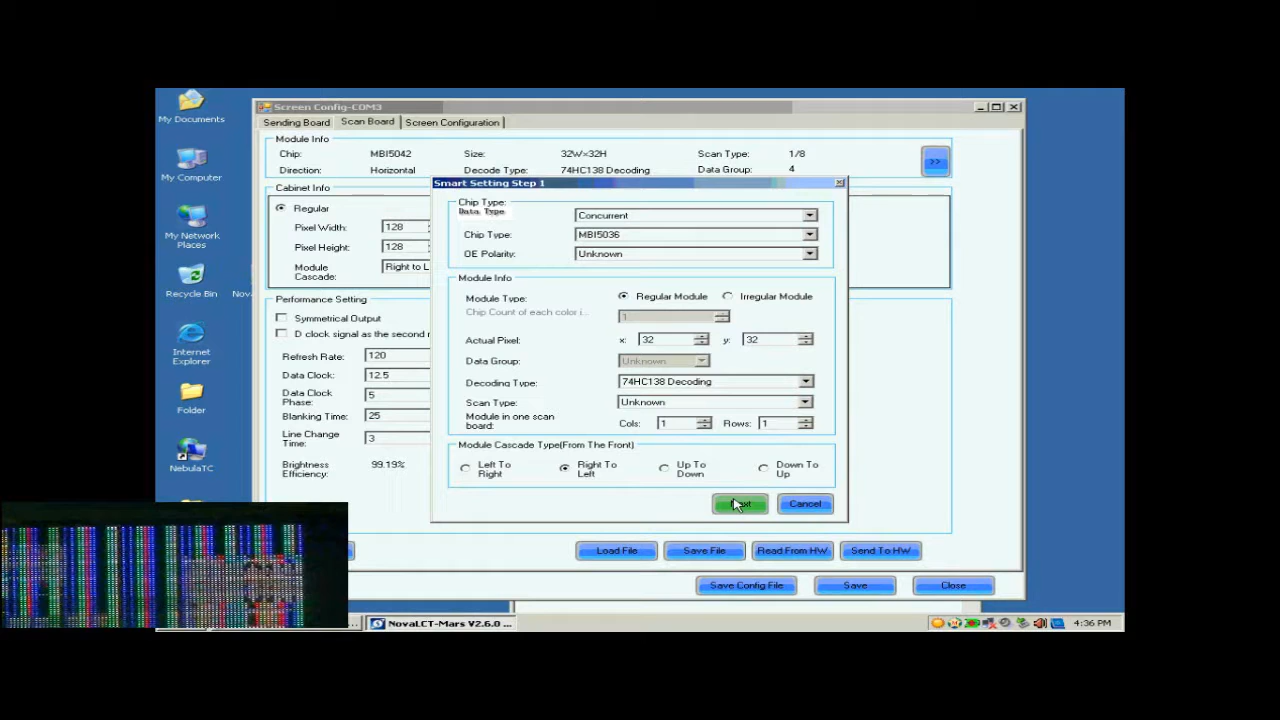 My Documents
My Computer
My Network
Places
Recycle Bin
Nov
Internet
Explorer
Folder
NebulaTC
Screen Config-COM3
Sending Board
Scan Board
Screen Configuration
Module Info
Chip:
MBI5042
Size:
32W×32H
Scan Type:
1/8
Direction:
Horizontal
Decode Type:
74HC138 Decoding
Data Group:
4
>>
Cabinet Info
Regular
Pixel Width:
128
Pixel Height:
128
Module
Cascade:
Right to L
Performance Setting
Symmetrical Output
D clock signal as the second r
Refresh Rate:
120
Data Clock:
12.5
Data Clock
Phase:
5
Blanking Time:
25
Line Change
Time:
3
Brightness
Efficiency:
99.19%
Smart Setting Step 1
Chip Type:
Data Type
Concurrent
Chip Type:
MBI5036
OE Polarity:
Unknown
Module Info
Module Type:
Regular Module
Irregular Module
Chip Count of each color i...
1
Actual Pixel:
x:
32
y:
32
Data Group:
Unknown
Decoding Type:
74HC138 Decoding
Scan Type:
Unknown
Module in one scan
board:
Cols:
1
Rows:
1
Module Cascade Type(From The Front)
Left To
Right
Right To
Left
Up To
Down
Down To
Up
Cancel
Load File
Save File
Read From HW
Send To HW
Save Config File
Save
Close
NovaLCT-Mars V2.6.0 ...
4:36 PM